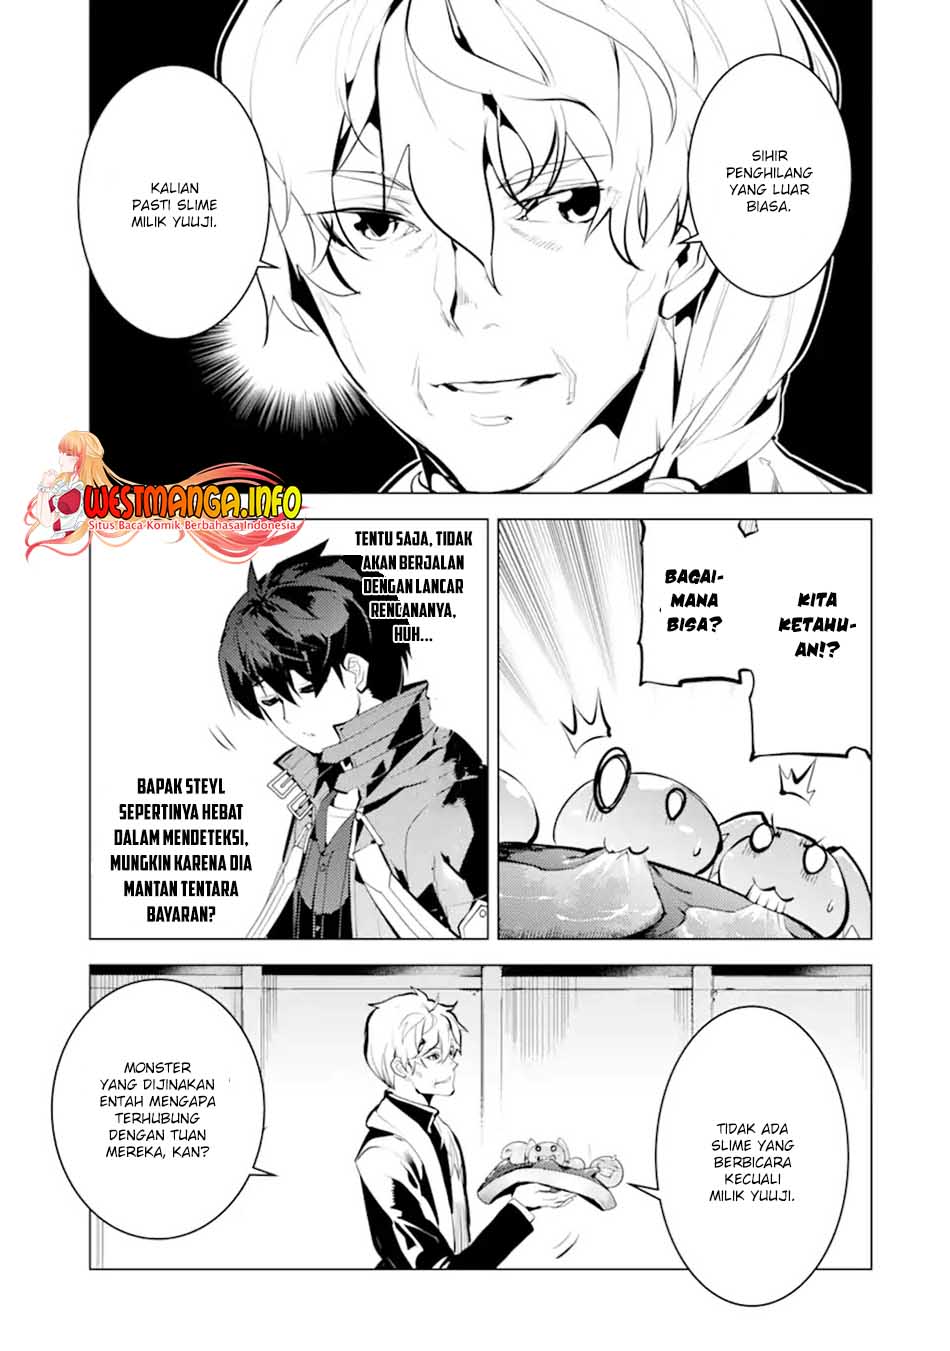 SIHIR
PENGHILANG
YANG LUAR
BIASA.
KALIAN
PASTI SLIME
MILIK YUUJI.
WESTMANGA.INFO
Situs Baca Komik Berbahasa Indonesia
KITA
KETAHU-
AN!?
BAGAI-
MANA
BISA?
TENTU SAJA, TIDAK
AKAN BERJALAN
DENGAN LANCAR
RENCANANYA,
HUH...
BAPAK STEYL
SEPERTINYA HEBAT
DALAM MENDETEKSI,
MUNGKIN KARENA DIA
MANTAN TENTARA
BAYARAN?
TIDAK ADA
SLIME YANG
BERBICARA
KECUALI
MILIK YUUJI.
MONSTER
YANG DIJINAKAN
ENTAH MENGAPA
TERHUBUNG
DENGAN TUAN
MEREKA, KAN?